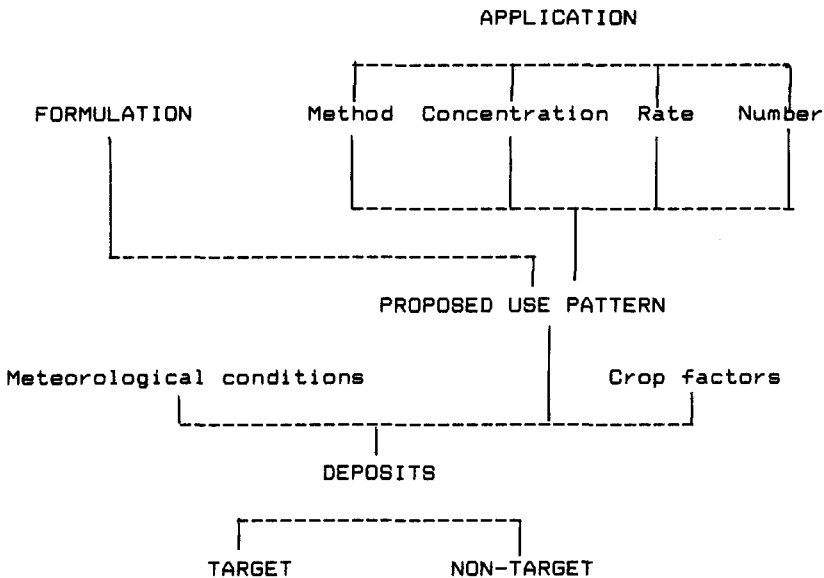 APPLICATION
FORMULATION Method Concentration Rate Number
PROPOSED USE PATTERN
Meteorological conditions Crop factors
DEPOSITS
TARGET NON-TARGET